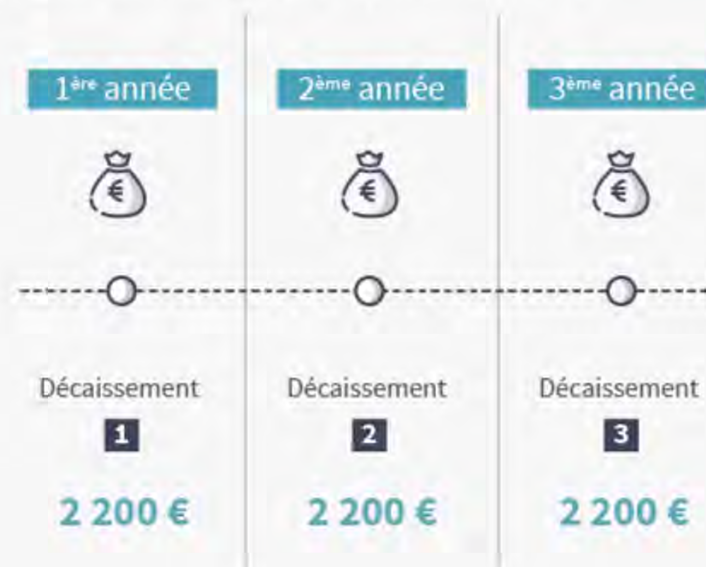 1ère année
€
Décaissement
1
2 200 €
2ème année
€
Décaissement
2
2 200 €
3ème année
€
Décaissement
3
2 200 €